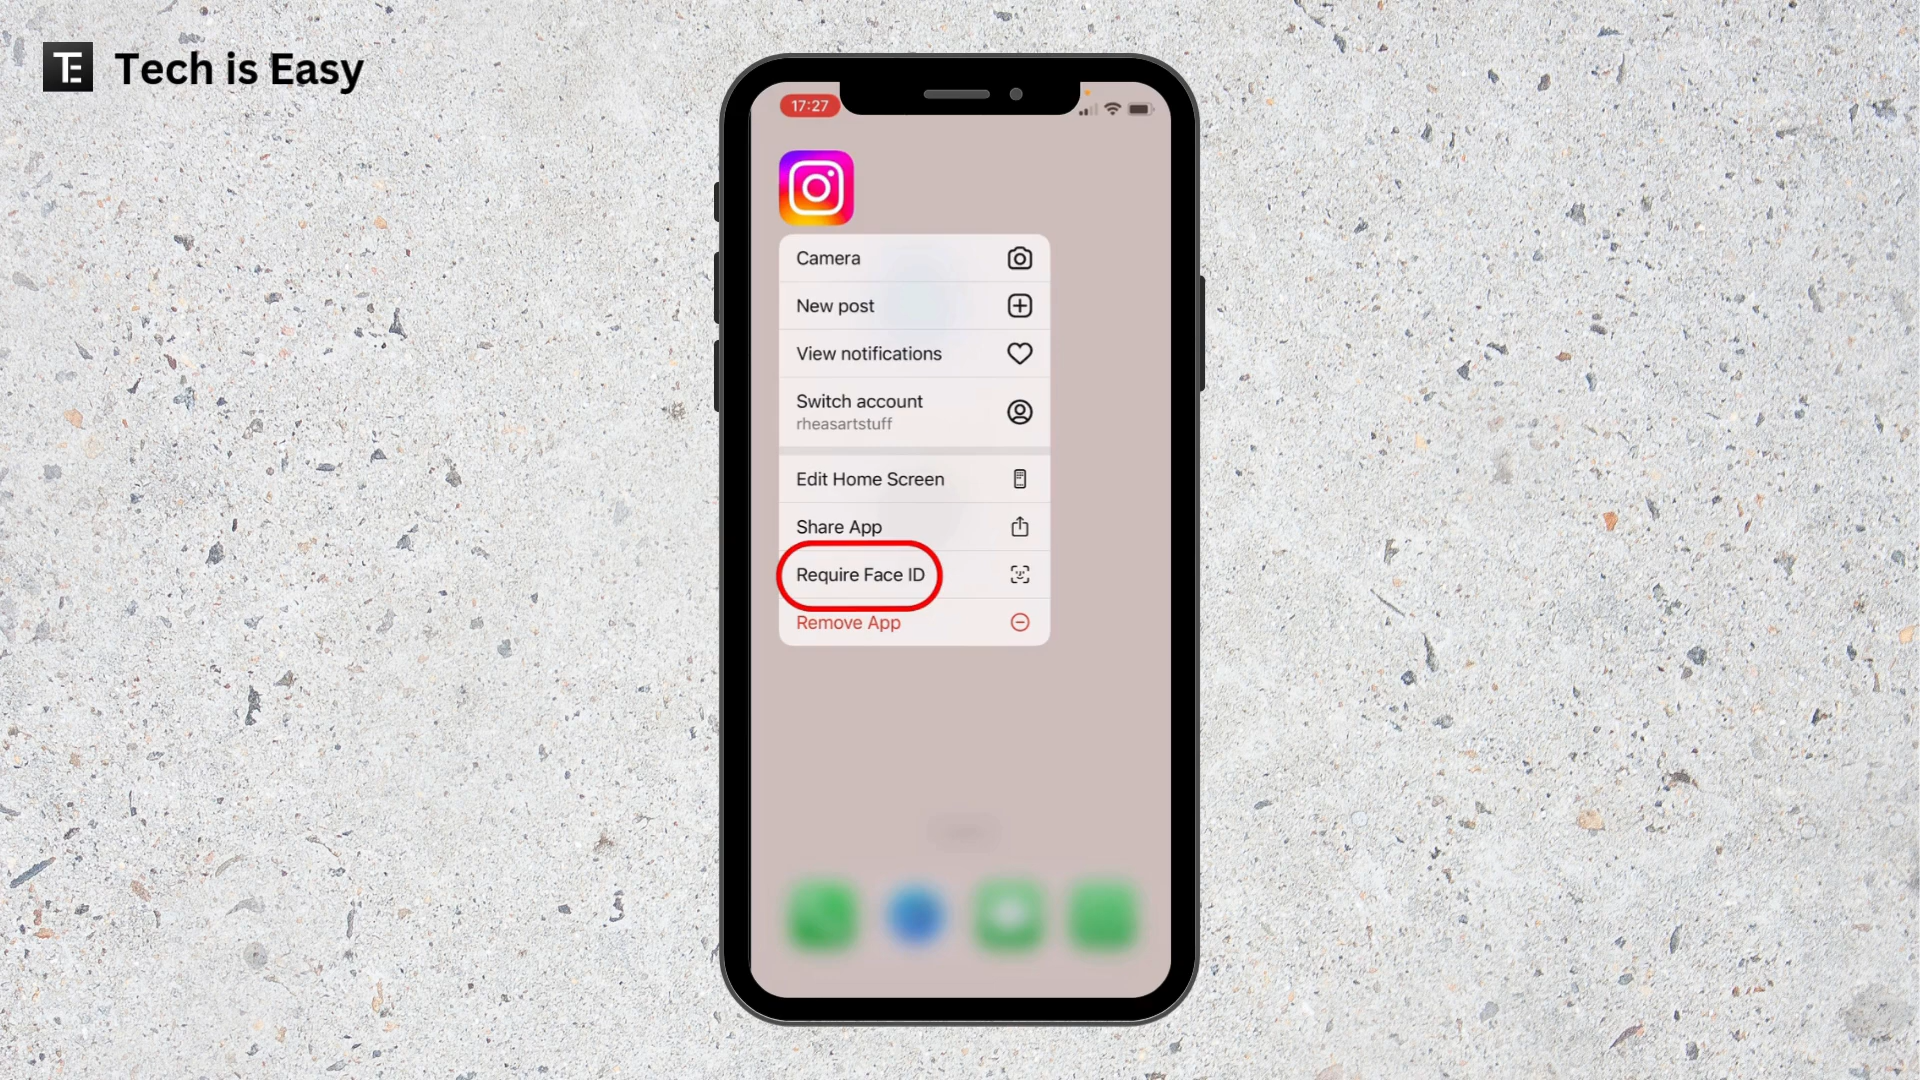 TE Tech is Easy
17:27
Camera
New post
View notifications
Switch account
rheasartstuff
Edit Home Screen
Share App
Require Face ID
Remove App